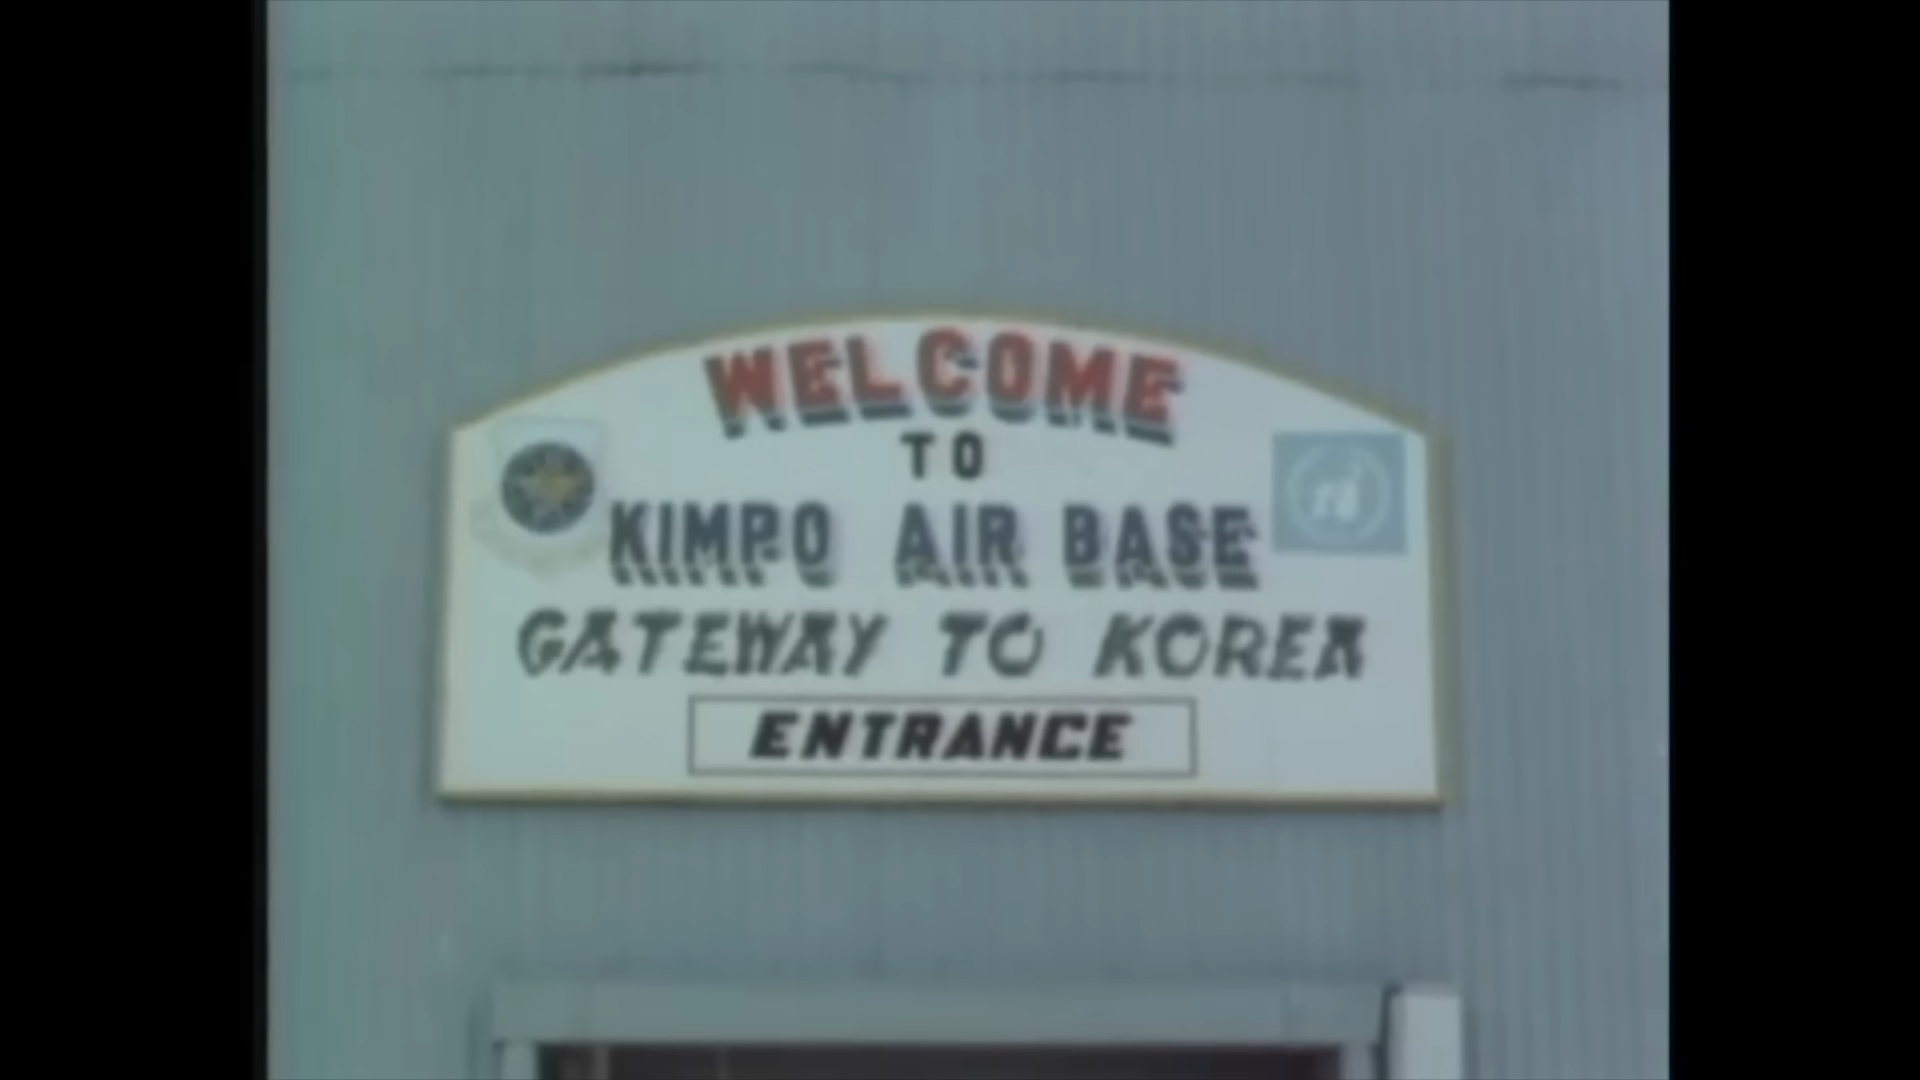 WELCOME
TO
KIMPO AIR BASE
GATEWAY TO KOREA
ENTRANCE